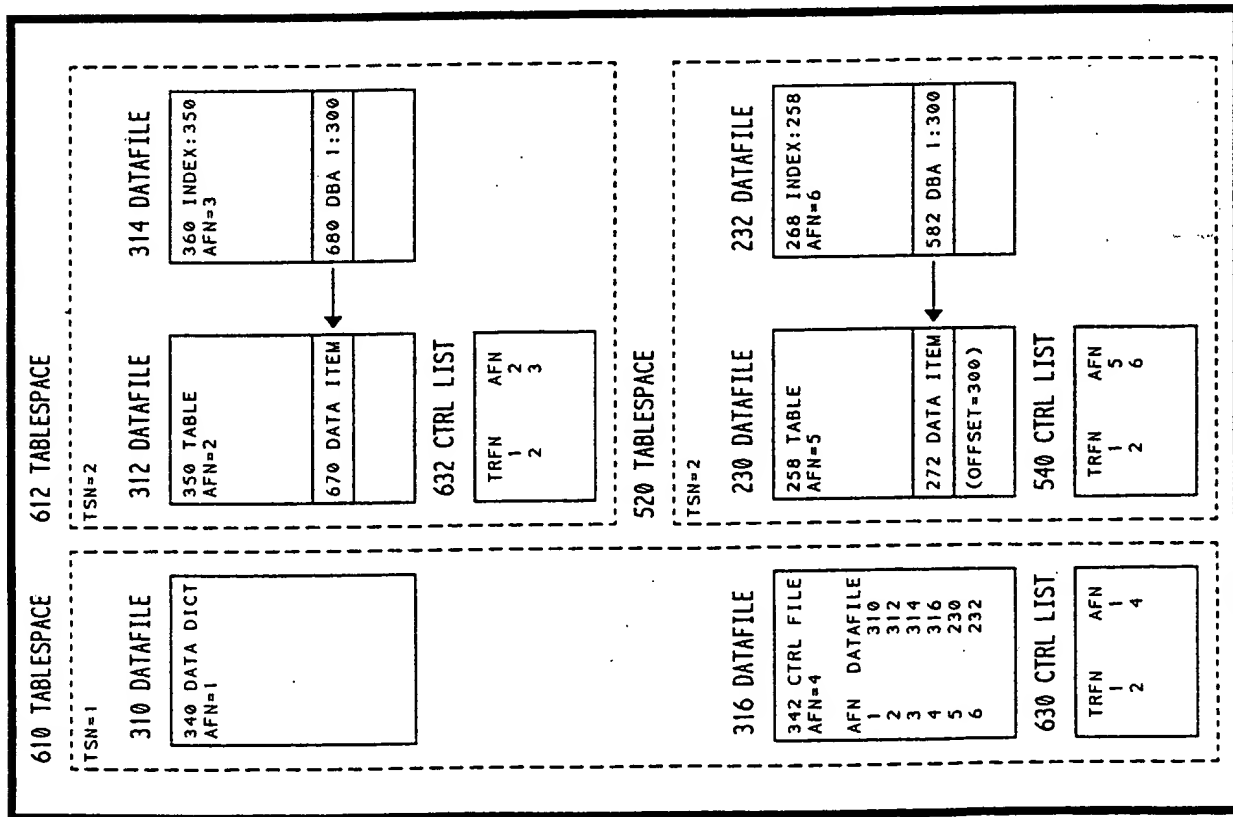 610 TABLESPACE
TSN=1
310 DATAFILE
340 DATA DICT
AFN=1
316 DATAFILE
342 CTRL FILE
AFN=4
AFN DATAFILE
1 310
2 312
3 314
4 316
5 230
6 232
630 CTRL LIST
TRFN AFN
1 1
2 4
612 TABLESPACE
TSN=2
312 DATAFILE
350 TABLE
AFN=2
670 DATA ITEM
314 DATAFILE
360 INDEX:350
AFN=3
680 DBA 1:300
632 CTRL LIST
TRFN AFN
1 2
2 3
520 TABLESPACE
TSN=2
230 DATAFILE
258 TABLE
AFN=5
272 DATA ITEM
(OFFSET=300)
232 DATAFILE
268 INDEX:258
AFN=6
582 DBA 1:300
540 CTRL LIST
TRFN AFN
1 5
2 6